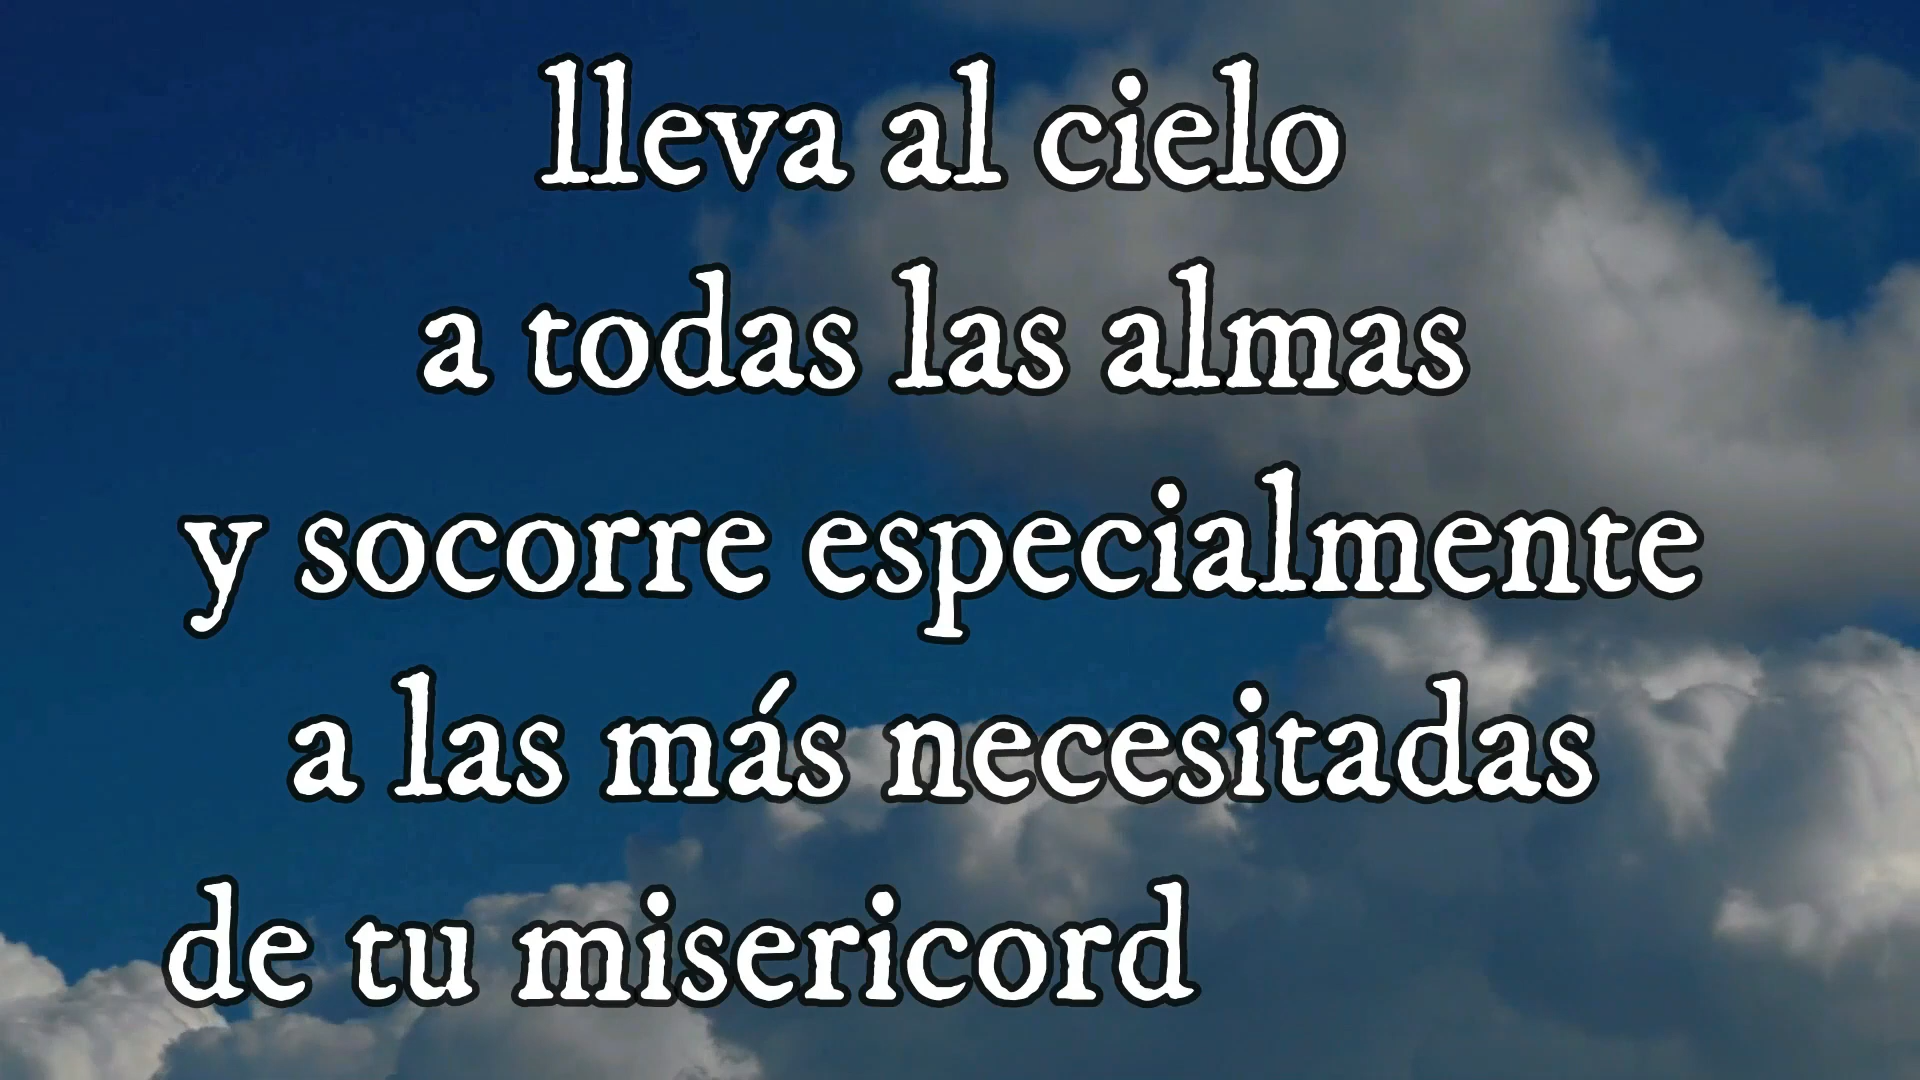 lleva al cielo
a todas las almas
y socorre especialmente
a las más necesitadas
de tu misericord